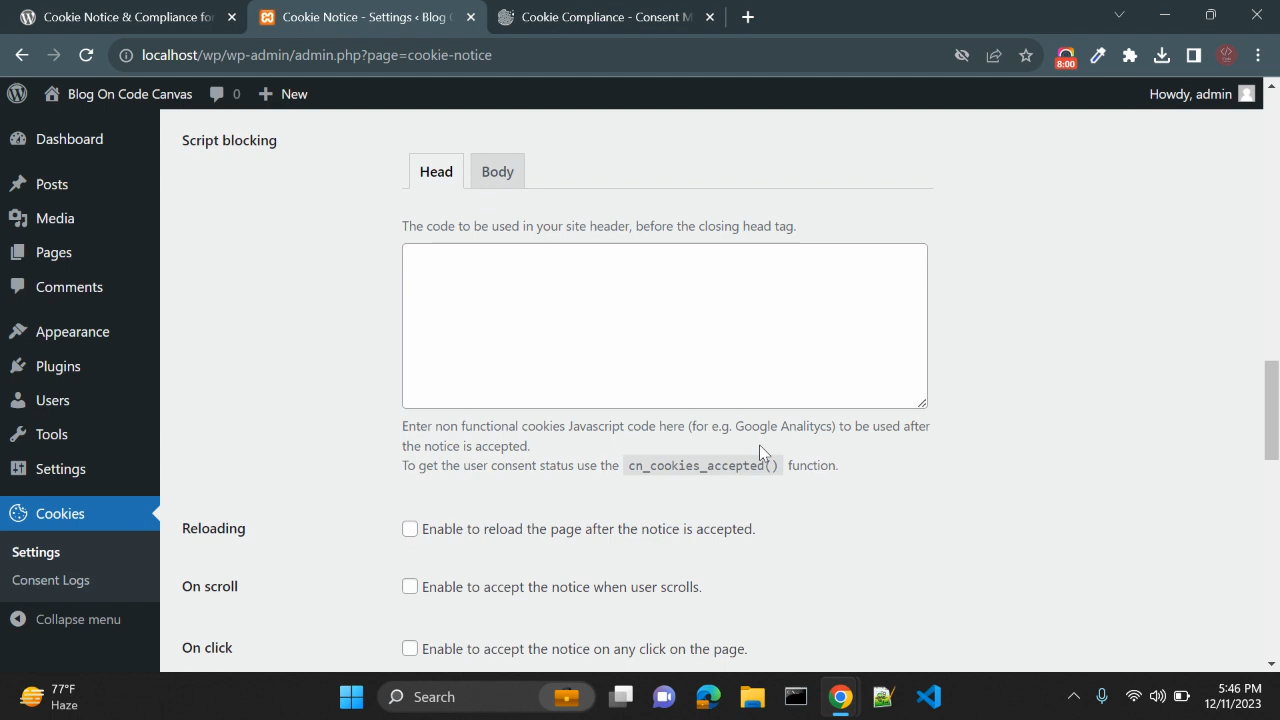 Cookie Notice & Compliance for
Cookie Notice - Settings ‹ Blog
Cookie Compliance - Consent M
localhost/wp/wp-admin/admin.php?page=cookie-notice
8:00
Blog On Code Canvas
0
New
Howdy, admin
Dashboard
Posts
Media
Pages
Comments
Appearance
Plugins
Users
Tools
Settings
Cookies
Settings
Consent Logs
Collapse menu
Script blocking
Head
Body
The code to be used in your site header, before the closing head tag.
Enter non functional cookies Javascript code here (for e.g. Google Analitycs) to be used after
the notice is accepted.
To get the user consent status use the cn_cookies_accepted() function.
Reloading
Enable to reload the page after the notice is accepted.
On scroll
Enable to accept the notice when user scrolls.
On click
Enable to accept the notice on any click on the page.
77°F
Haze
Search
5:46 PM
12/11/2023